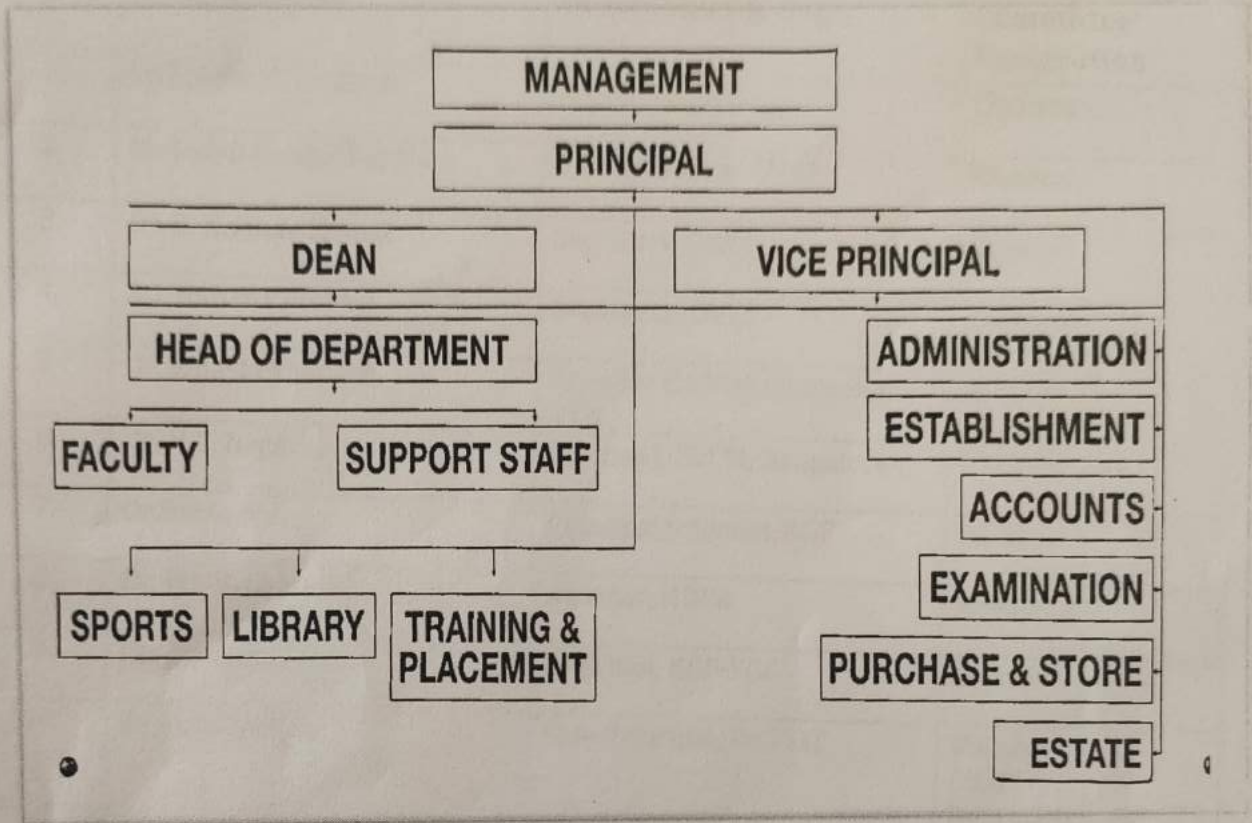 MANAGEMENT
PRINCIPAL
DEAN
VICE PRINCIPAL
HEAD OF DEPARTMENT
ADMINISTRATION
ESTABLISHMENT
FACULTY
SUPPORT STAFF
ACCOUNTS
EXAMINATION
SPORTS
LIBRARY
TRAINING &
PLACEMENT
PURCHASE & STORE
ESTATE